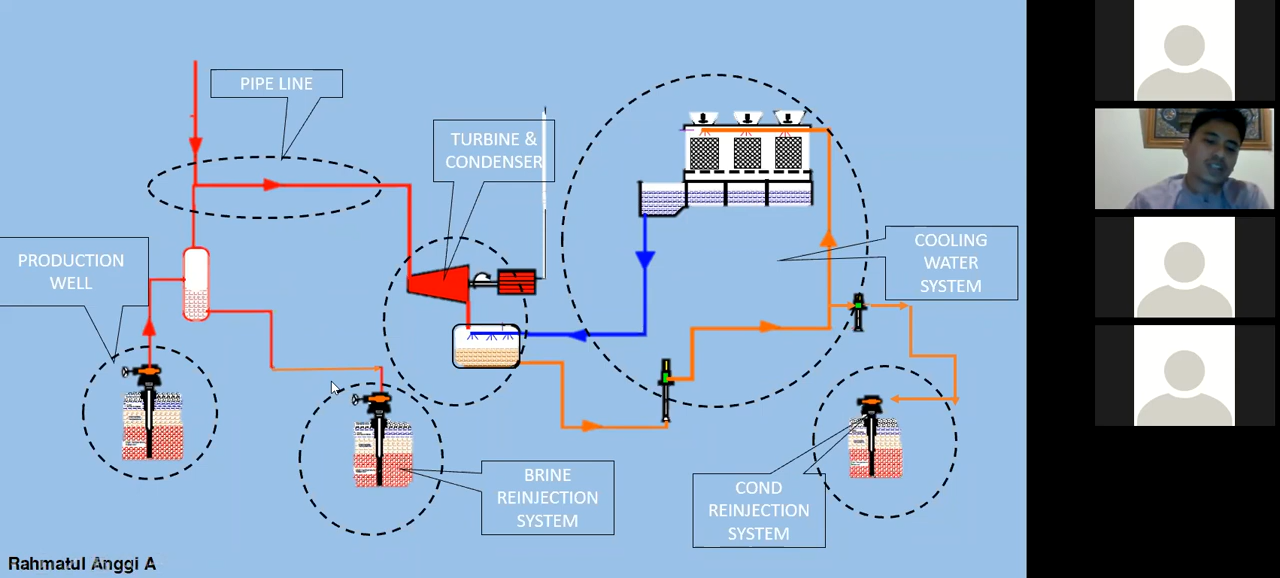 PIPE LINE
TURBINE &
CONDENSER
PRODUCTION
WELL
COOLING
WATER
SYSTEM
BRINE
REINJECTION
SYSTEM
COND
REINJECTION
SYSTEM
Rahmatul Anggi A